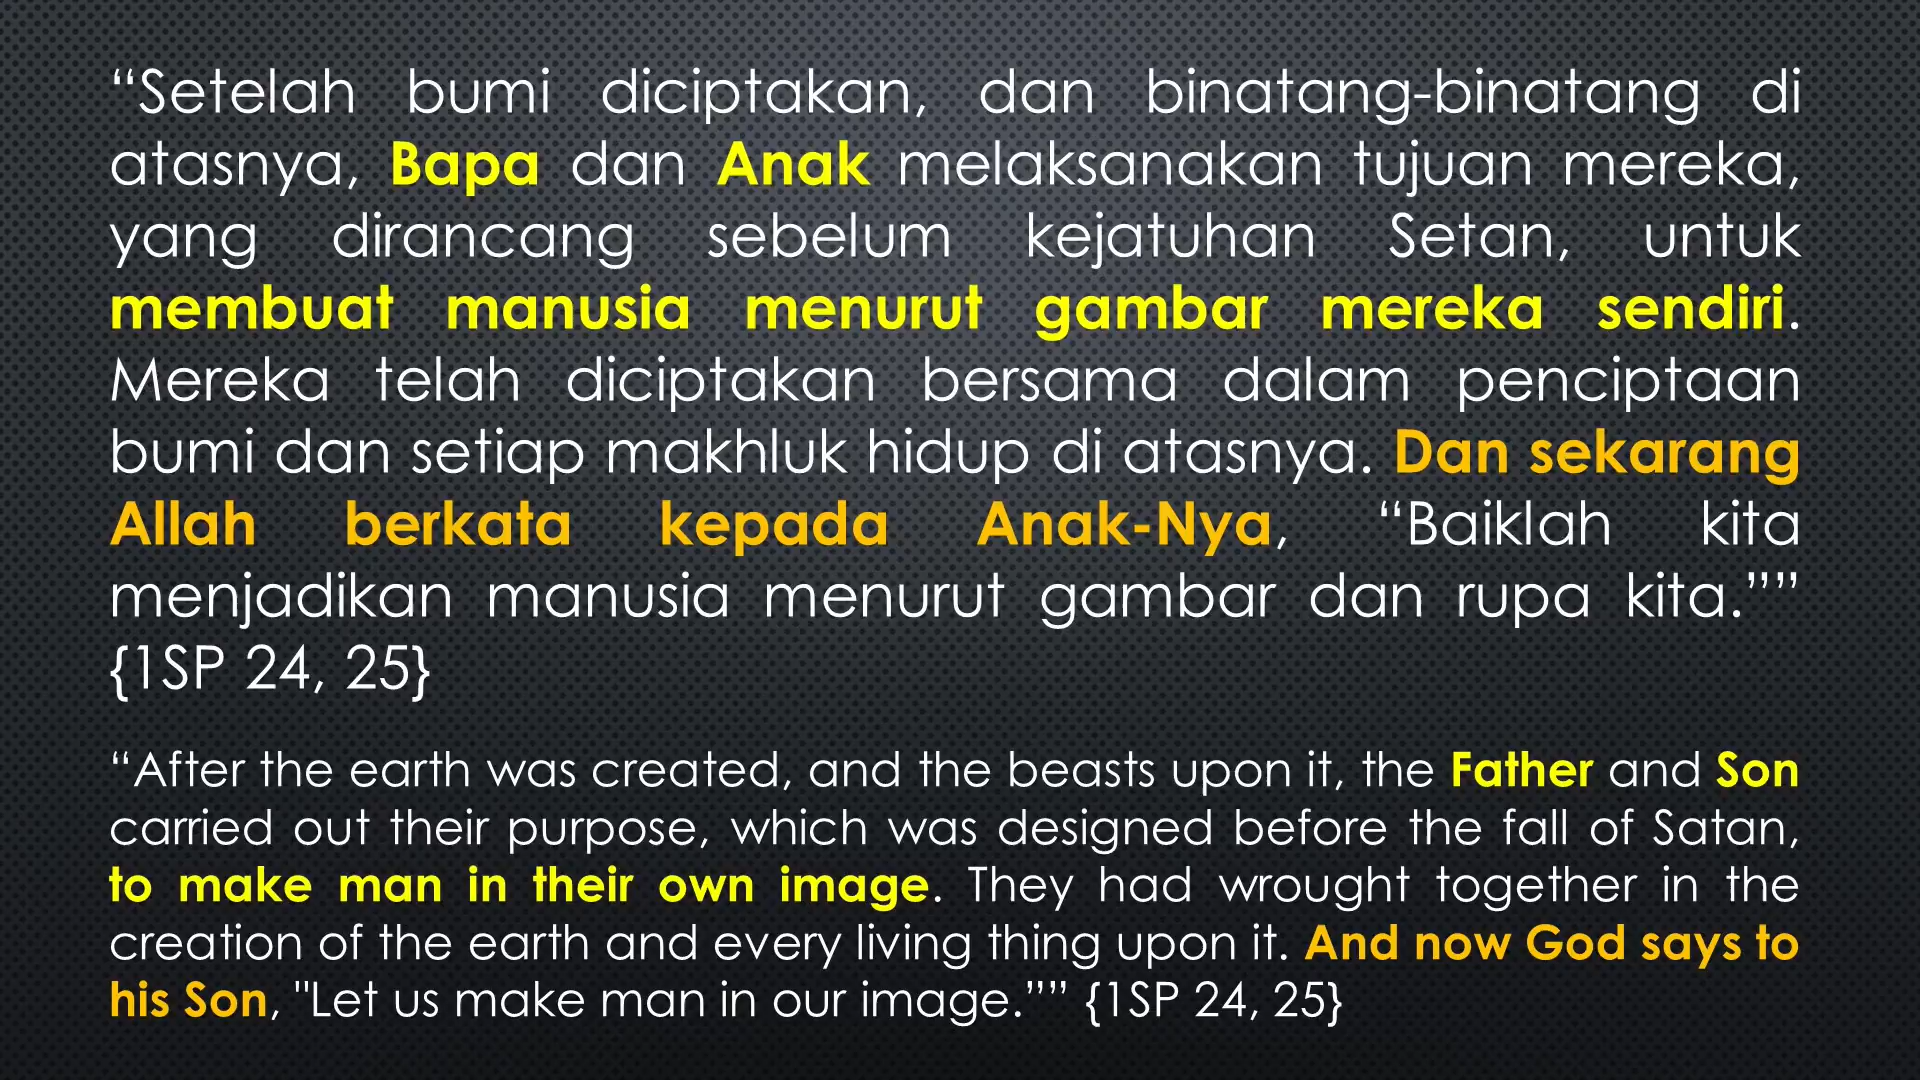 “Setelah bumi diciptakan, dan binatang-binatang di
atasnya, Bapa dan Anak melaksanakan tujuan mereka,
yang dirancang sebelum kejatuhan Setan, untuk
membuat manusia menurut gambar mereka sendiri.
Mereka telah diciptakan bersama dalam penciptaan
bumi dan setiap makhluk hidup di atasnya. Dan sekarang
Allah berkata kepada Anak-Nya, “Baiklah kita
menjadikan manusia menurut gambar dan rupa kita.””
{1SP 24, 25}
“After the earth was created, and the beasts upon it, the Father and Son
carried out their purpose, which was designed before the fall of Satan,
to make man in their own image. They had wrought together in the
creation of the earth and every living thing upon it. And now God says to
his Son, "Let us make man in our image.”” {1SP 24, 25}